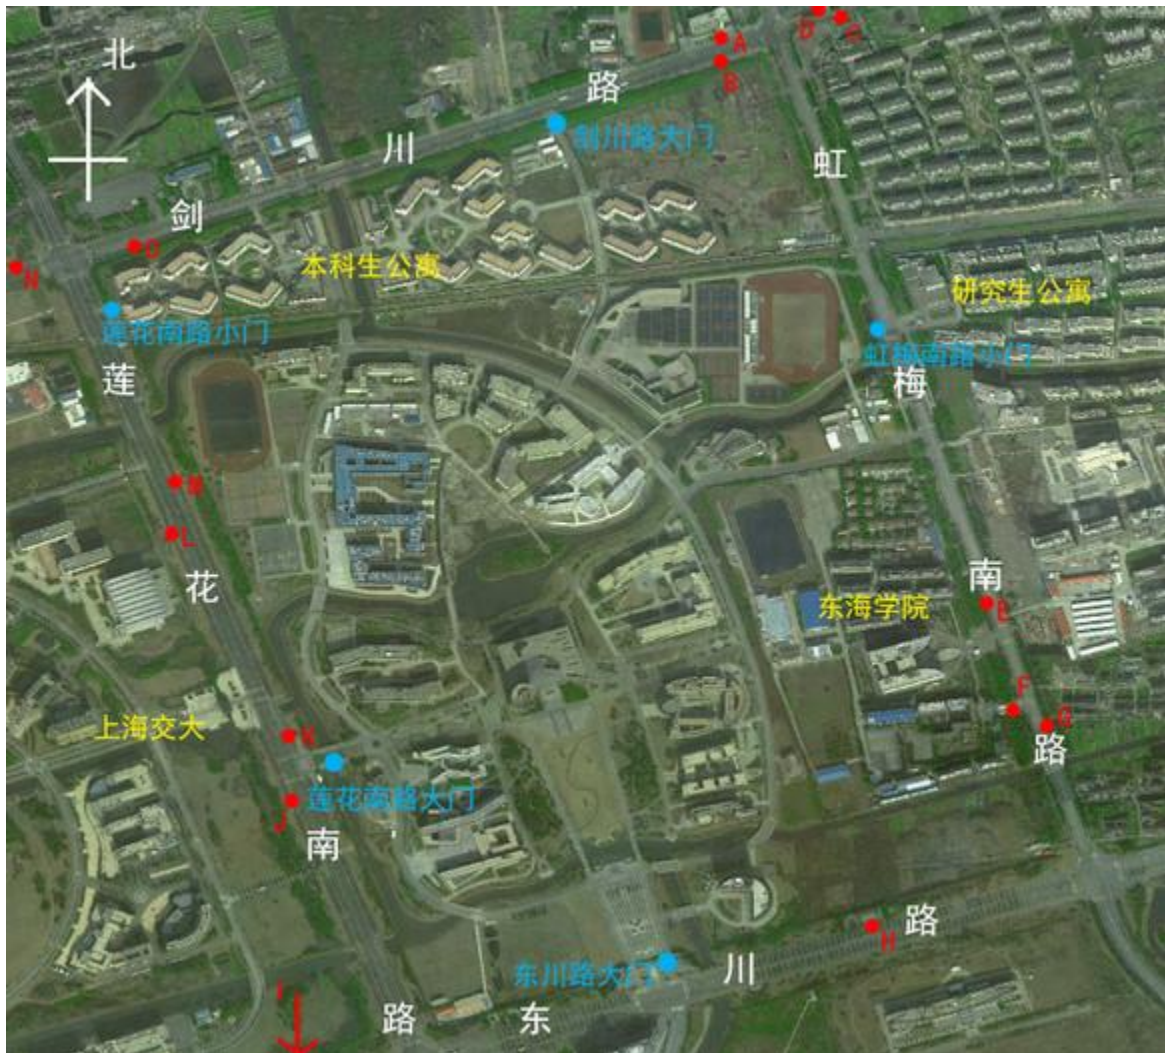 北
A
B
D
C
路
川
剑川路大门
虹
剑
O
N
本科生公寓
研究生公寓
莲花南路小门
虹梅南路小门
莲
梅
M
L
花
南
E
东海学院
F
G
路
上海交大
K
莲花南路大门
J
南
路
H
东川路大门
川
I
路
东